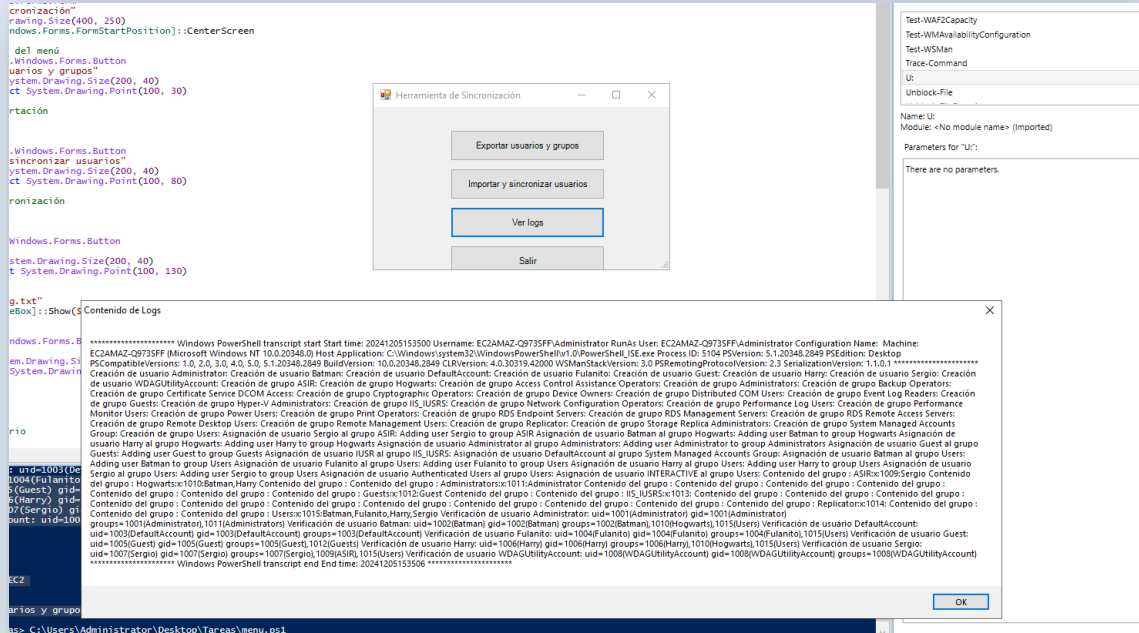 cronización"
rawing.Size(400, 250)
ndows.Forms.FormStartPosition]::CenterScreen
del menú
.Windows.Forms.Button
uarios y grupos"
ystem.Drawing.Size(200, 40)
ct System.Drawing.Point(100, 30)
rtación
.Windows.Forms.Button
sincronizar usuarios"
ystem.Drawing.Size(200, 40)
ct System.Drawing.Point(100, 80)
ronización
Windows.Forms.Button
stem.Drawing.Size(200, 40)
t System.Drawing.Point(100, 130)
g.txt"
eBox]::Show($
ndows.Forms.B
em.Drawing.Si
System.Drawin
rio
Herramienta de Sincronización
Exportar usuarios y grupos
Importar y sincronizar usuarios
Ver logs
Salir
Test-WAF2Capacity
Test-WMAvailabilityConfiguration
Test-WSMan
Trace-Command
U:
Unblock-File
Name: U:
Module: <No module name> (Imported)
Parameters for "U:":
There are no parameters.
Contenido de Logs
********************** Windows PowerShell transcript start Start time: 20241205153500 Username: EC2AMAZ-Q973SFF\Administrator RunAs User: EC2AMAZ-Q973SFF\Administrator Configuration Name: Machine:
EC2AMAZ-Q973SFF (Microsoft Windows NT 10.0.20348.0) Host Application: C:\Windows\system32\WindowsPowerShell\v1.0\PowerShell_ISE.exe Process ID: 5104 PSVersion: 5.1.20348.2849 PSEdition: Desktop
PSCompatibleVersions: 1.0, 2.0, 3.0, 4.0, 5.0, 5.1.20348.2849 BuildVersion: 10.0.20348.2849 CLRVersion: 4.0.30319.42000 WSManStackVersion: 3.0 PSRemotingProtocolVersion: 2.3 SerializationVersion: 1.1.0.1 **********************
Creación de usuario Administrator: Creación de usuario Batman: Creación de usuario DefaultAccount: Creación de usuario Fulanito: Creación de usuario Guest: Creación de usuario Harry: Creación de usuario Sergio: Creación
de usuario WDAGUtilityAccount: Creación de grupo ASIR: Creación de grupo Hogwarts: Creación de grupo Access Control Assistance Operators: Creación de grupo Administrators: Creación de grupo Backup Operators:
Creación de grupo Certificate Service DCOM Access: Creación de grupo Cryptographic Operators: Creación de grupo Device Owners: Creación de grupo Distributed COM Users: Creación de grupo Event Log Readers: Creación
de grupo Guests: Creación de grupo Hyper-V Administrators: Creación de grupo IIS_IUSRS: Creación de grupo Network Configuration Operators: Creación de grupo Performance Log Users: Creación de grupo Performance
Monitor Users: Creación de grupo Power Users: Creación de grupo Print Operators: Creación de grupo RDS Endpoint Servers: Creación de grupo RDS Management Servers: Creación de grupo RDS Remote Access Servers:
Creación de grupo Remote Desktop Users: Creación de grupo Remote Management Users: Creación de grupo Replicator: Creación de grupo Storage Replica Administrators: Creación de grupo System Managed Accounts
Group: Creación de grupo Users: Asignación de usuario Sergio al grupo ASIR: Adding user Sergio to group ASIR Asignación de usuario Batman al grupo Hogwarts: Adding user Batman to group Hogwarts Asignación de
usuario Harry al grupo Hogwarts: Adding user Harry to group Hogwarts Asignación de usuario Administrator al grupo Administrators: Adding user Administrator to group Administrators Asignación de usuario Guest al grupo
Guests: Adding user Guest to group Guests Asignación de usuario IUSR al grupo IIS_IUSRS: Asignación de usuario DefaultAccount al grupo System Managed Accounts Group: Asignación de usuario Batman al grupo Users:
Adding user Batman to group Users Asignación de usuario Fulanito al grupo Users: Adding user Fulanito to group Users Asignación de usuario Harry al grupo Users: Adding user Harry to group Users Asignación de usuario
Sergio al grupo Users: Adding user Sergio to group Users Asignación de usuario Authenticated Users al grupo Users: Asignación de usuario INTERACTIVE al grupo Users: Contenido del grupo : ASIR:x:1009:Sergio Contenido
del grupo : Hogwarts:x:1010:Batman,Harry Contenido del grupo : Contenido del grupo : Administrators:x:1011:Administrator Contenido del grupo : Contenido del grupo : Contenido del grupo : Contenido del grupo :
Contenido del grupo : Contenido del grupo : Contenido del grupo : Guests:x:1012:Guest Contenido del grupo : Contenido del grupo : IIS_IUSRS:x:1013: Contenido del grupo : Contenido del grupo : Contenido del grupo :
Contenido del grupo : Contenido del grupo : Contenido del grupo : Contenido del grupo : Contenido del grupo : Contenido del grupo : Contenido del grupo : Replicator:x:1014: Contenido del grupo :
Contenido del grupo : Contenido del grupo : Users:x:1015:Batman,Fulanito,Harry,Sergio Verificación de usuario Administrator: uid=1001(Administrator) gid=1001(Administrator)
groups=1001(Administrator),1011(Administrators) Verificación de usuario Batman: uid=1002(Batman) gid=1002(Batman) groups=1002(Batman),1010(Hogwarts),1015(Users) Verificación de usuario DefaultAccount:
uid=1003(DefaultAccount) gid=1003(DefaultAccount) groups=1003(DefaultAccount) Verificación de usuario Fulanito: uid=1004(Fulanito) gid=1004(Fulanito) groups=1004(Fulanito),1015(Users) Verificación de usuario Guest:
uid=1005(Guest) gid=1005(Guest) groups=1005(Guest),1012(Guests) Verificación de usuario Harry: uid=1006(Harry) gid=1006(Harry) groups=1006(Harry),1010(Hogwarts),1015(Users) Verificación de usuario Sergio:
uid=1007(Sergio) gid=1007(Sergio) groups=1007(Sergio),1009(ASIR),1015(Users) Verificación de usuario WDAGUtilityAccount: uid=1008(WDAGUtilityAccount) gid=1008(WDAGUtilityAccount) groups=1008(WDAGUtilityAccount)
********************** Windows PowerShell transcript end End time: 20241205153506 **********************
OK
: uid=1003(De
1004(Fulanito
(Guest) gid=
6(Harry) gid=
07(Sergio) gi
ount: uid=100
EC2
arios y grupo
as> C:\Users\Administrator\Desktop\Tareas\menu.ps1